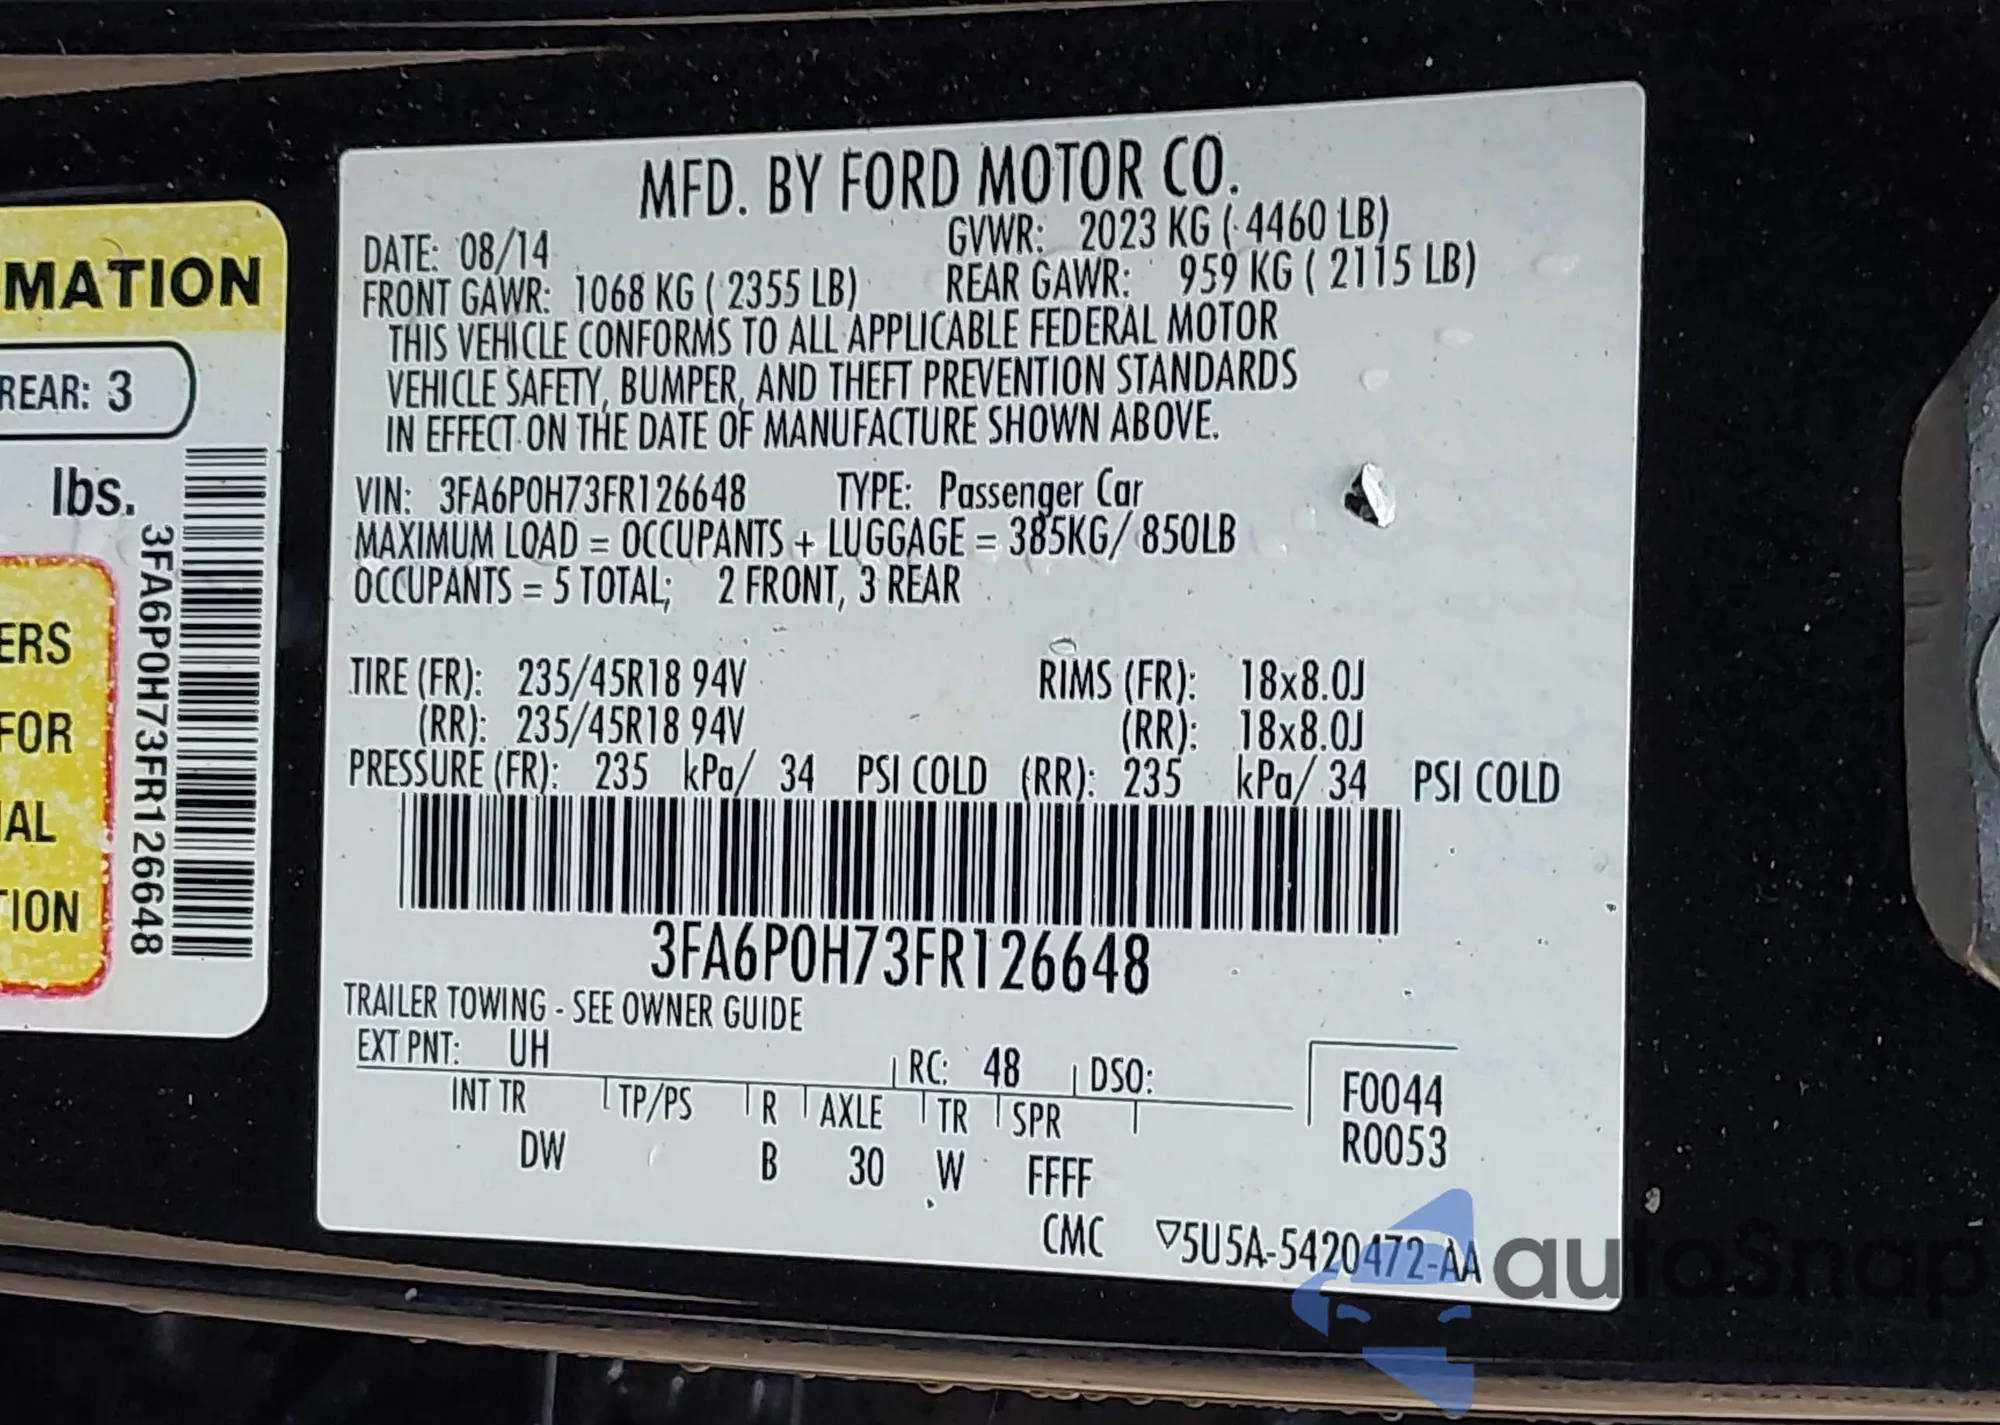 MATION
REAR: 3
lbs.
ERS
FOR
IAL
TION
3FA6P0H73FR126648
MFD. BY FORD MOTOR CO.
DATE: 08/14 GVWR: 2023 KG ( 4460 LB)
FRONT GAWR: 1068 KG ( 2355 LB) REAR GAWR: 959 KG ( 2115 LB)
THIS VEHICLE CONFORMS TO ALL APPLICABLE FEDERAL MOTOR
VEHICLE SAFETY, BUMPER, AND THEFT PREVENTION STANDARDS
IN EFFECT ON THE DATE OF MANUFACTURE SHOWN ABOVE.
VIN: 3FA6P0H73FR126648 TYPE: Passenger Car
MAXIMUM LOAD = OCCUPANTS + LUGGAGE = 385KG/ 850LB
OCCUPANTS = 5 TOTAL; 2 FRONT, 3 REAR
TIRE (FR): 235/45R18 94V RIMS (FR): 18x8.0J
(RR): 235/45R18 94V (RR): 18x8.0J
PRESSURE (FR): 235 kPa/ 34 PSI COLD (RR): 235 kPa/ 34 PSI COLD
3FA6P0H73FR126648
TRAILER TOWING - SEE OWNER GUIDE
EXT PNT: UH RC: 48 DSO:
INT TR TP/PS R AXLE TR SPR
DW B 30 W FFFF
F0044
R0053
CMC ▽5U5A-5420472-AA
autoSnap